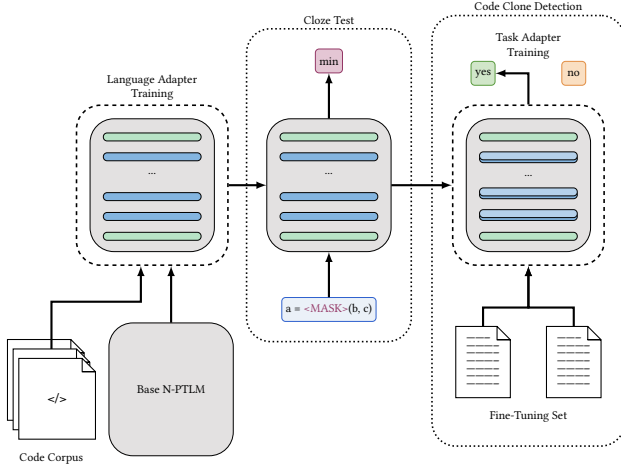 Code Clone Detection
Cloze Test
Task Adapter
Training
min
yes
no
Language Adapter
Training
...
...
...
a = <MASK>(b, c)
</>
Base N-PTLM
Fine-Tuning Set
Code Corpus